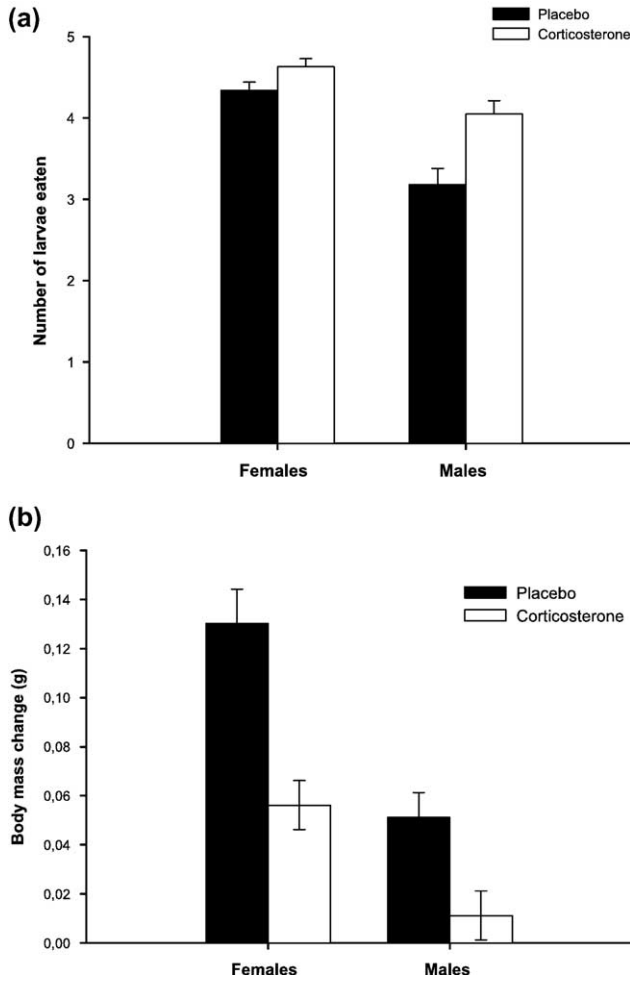 (a)
Placebo
Corticosterone
5
4
3
2
1
0
Number of larvae eaten
Females Males
(b)
0,16
0,14
0,12
0,10
0,08
0,06
0,04
0,02
0,00
Body mass change (g)
Placebo
Corticosterone
Females Males